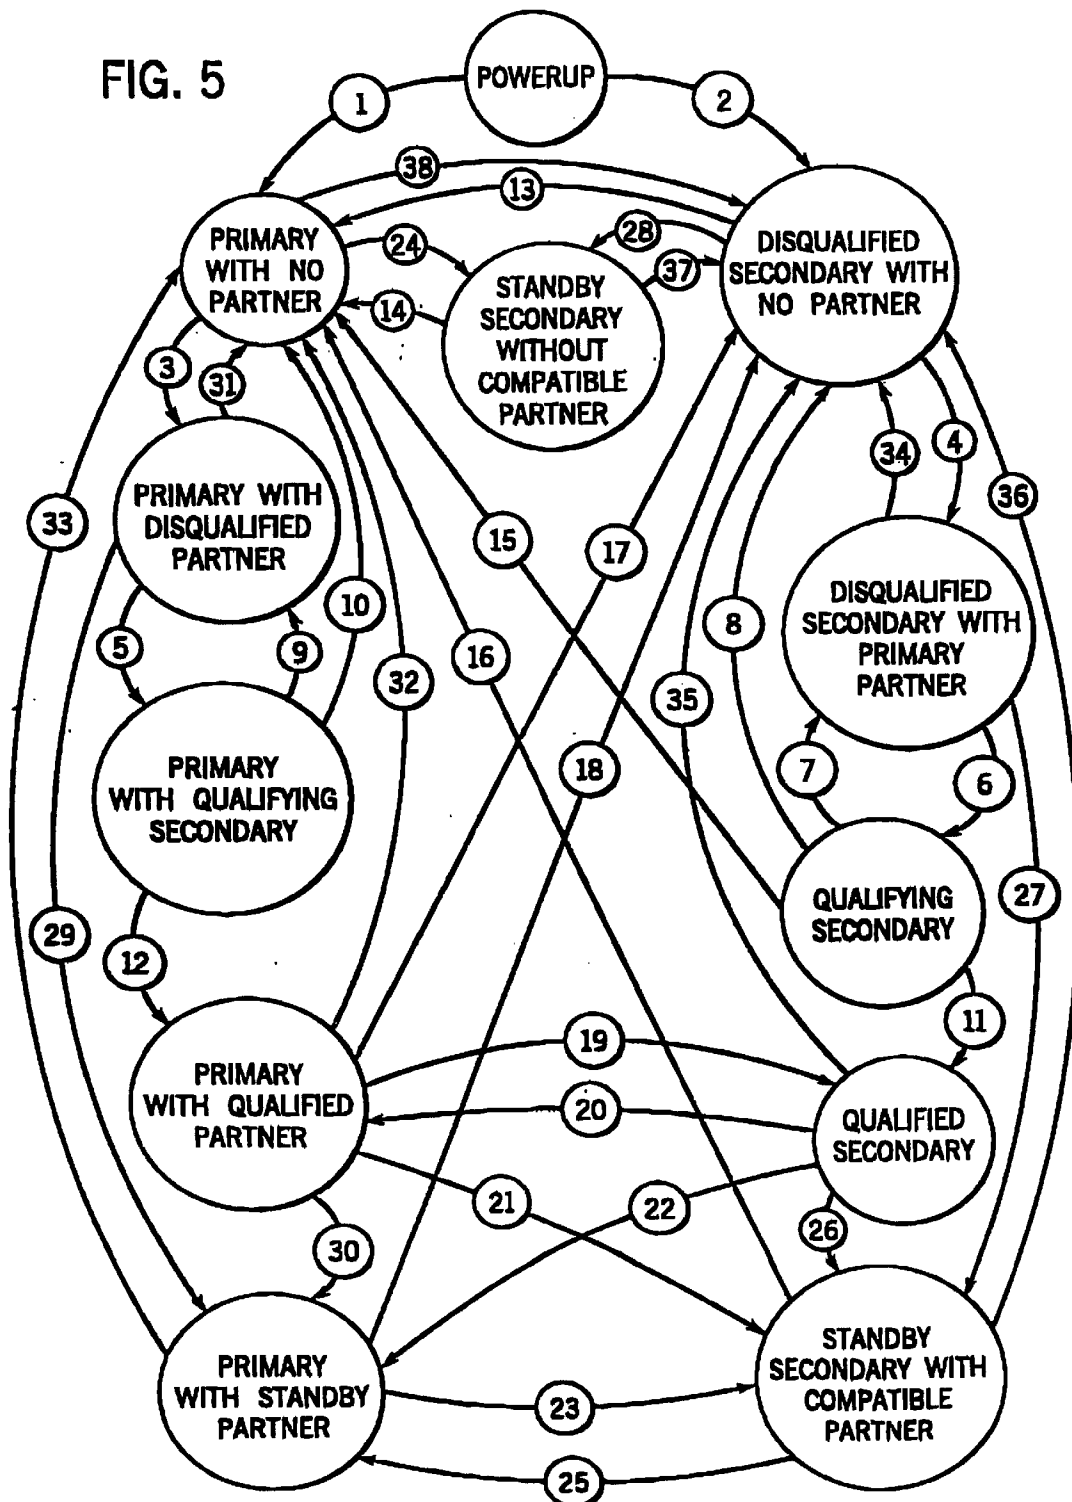 FIG. 5
POWERUP
1
2
38
13
PRIMARY
WITH NO
PARTNER
24
28
37
14
STANDBY
SECONDARY
WITHOUT
COMPATIBLE
PARTNER
DISQUALIFIED
SECONDARY WITH
NO PARTNER
3
31
34
4
33
PRIMARY WITH
DISQUALIFIED
PARTNER
15
17
36
10
8
DISQUALIFIED
SECONDARY WITH
PRIMARY
PARTNER
5
9
16
32
35
18
7
6
PRIMARY
WITH QUALIFYING
SECONDARY
QUALIFYING
SECONDARY
27
29
12
11
19
PRIMARY
WITH QUALIFIED
PARTNER
20
QUALIFIED
SECONDARY
21
22
26
30
PRIMARY
WITH STANDBY
PARTNER
STANDBY
SECONDARY WITH
COMPATIBLE
PARTNER
23
25